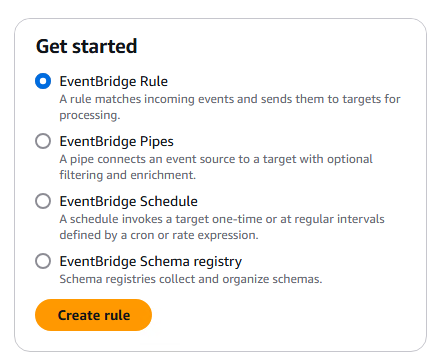 Get started
EventBridge Rule
A rule matches incoming events and sends them to targets for
processing.
EventBridge Pipes
A pipe connects an event source to a target with optional
filtering and enrichment.
EventBridge Schedule
A schedule invokes a target one-time or at regular intervals
defined by a cron or rate expression.
EventBridge Schema registry
Schema registries collect and organize schemas.
Create rule